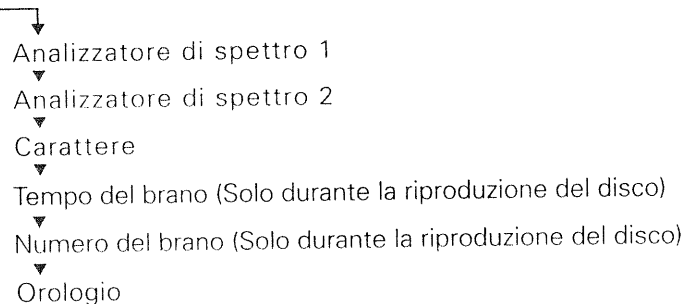 Analizzatore di spettro 1
Analizzatore di spettro 2
Carattere
Tempo del brano (Solo durante la riproduzione del disco)
Numero del brano (Solo durante la riproduzione del disco)
Orologio